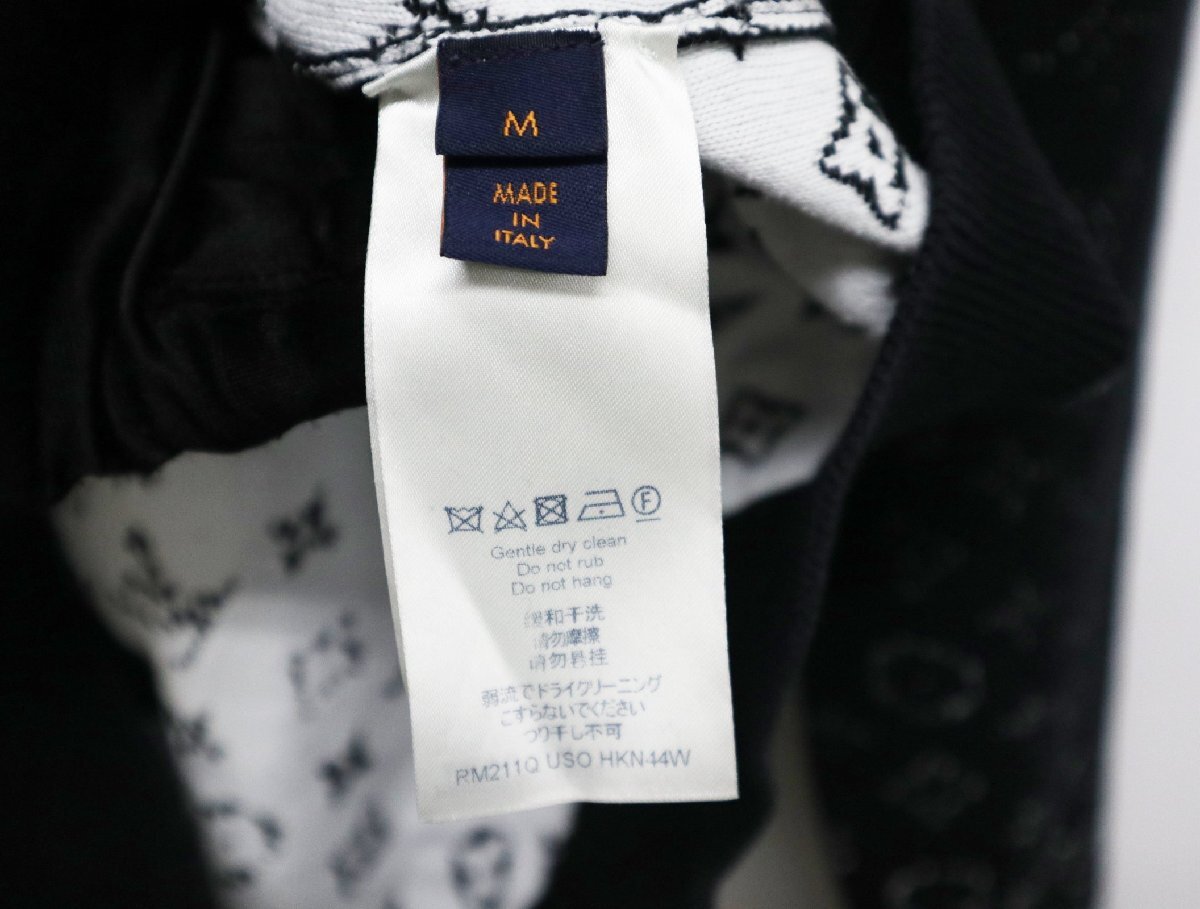 M
MADE
IN
ITALY
F
Gentle dry clean
Do not rub
Do not hang
缓和干洗
请勿摩擦
请勿悬挂
弱流でドライクリーニング
こすらないでください
つり干し不可
RM211Q USO HKN44W